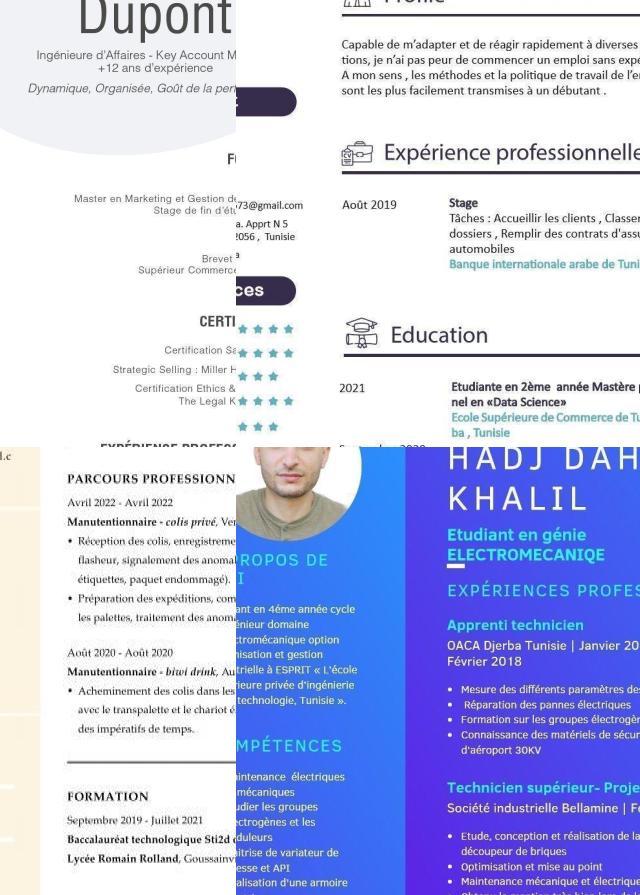 Dupont
Ingénieure d'Affaires - Key Account M
+12 ans d'expérience
Dynamique, Organisée, Goût de la per
Master en Marketing et Gestion de
Stage de fin d'étu
Brevet
Supérieur Commerce
CERTI
Certification Sa
Strategic Selling : Miller H
Certification Ethics &
The Legal K
EXPÉRIENCE PROFESS
73@gmail.com
a. Apprt N 5
2056 , Tunisie
ces
Profile
Capable de m'adapter et de réagir rapidement à diverses
tions, je n'ai pas peur de commencer un emploi sans expé
A mon sens , les méthodes et la politique de travail de l'en
sont les plus facilement transmises à un débutant .
Expérience professionnelle
Août 2019
Stage
Tâches : Accueillir les clients , Classer
dossiers , Remplir des contrats d'assu
automobiles
Banque internationale arabe de Tuni
Education
2021
Etudiante en 2ème année Mastère p
nel en «Data Science»
Ecole Supérieure de Commerce de Tu
ba , Tunisie
l.c
PARCOURS PROFESSIONN
Avril 2022 - Avril 2022
Manutentionnaire - colis privé, Ver
• Réception des colis, enregistreme
flasheur, signalement des anomal
étiquettes, paquet endommagé).
• Préparation des expéditions, com
les palettes, traitement des anoma
Août 2020 - Août 2020
Manutentionnaire - biwi drink, Au
• Acheminement des colis dans les
avec le transpalette et le chariot é
des impératifs de temps.
FORMATION
Septembre 2019 - Juillet 2021
Baccalauréat technologique Sti2d o
Lycée Romain Rolland, Goussainv
ROPOS DE
I
ant en 4éme année cycle
énieur domaine
ctromécanique option
nisation et gestion
trielle à ESPRIT « L'école
rieure privée d'ingénierie
technologie, Tunisie ».
MPÉTENCES
aintenance électriques
mécaniques
udier les groupes
ectrogènes et les
duleurs
aitrise de variateur de
esse et API
alisation d'une armoire
HADJ DAH
KHALIL
Etudiant en génie
ELECTROMECANIQE
EXPÉRIENCES PROFES
Apprenti technicien
OACA Djerba Tunisie | Janvier 20
Février 2018
• Mesure des différents paramètres des
• Réparation des pannes électriques
• Formation sur les groupes électrogèn
• Connaissance des matériels de sécur
d'aéroport 30KV
Technicien supérieur- Proje
Société industrielle Bellamine | Fe
• Etude, conception et réalisation de la
découpeur de briques
• Optimisation et mise au point
• Maintenance mécanique et électrique